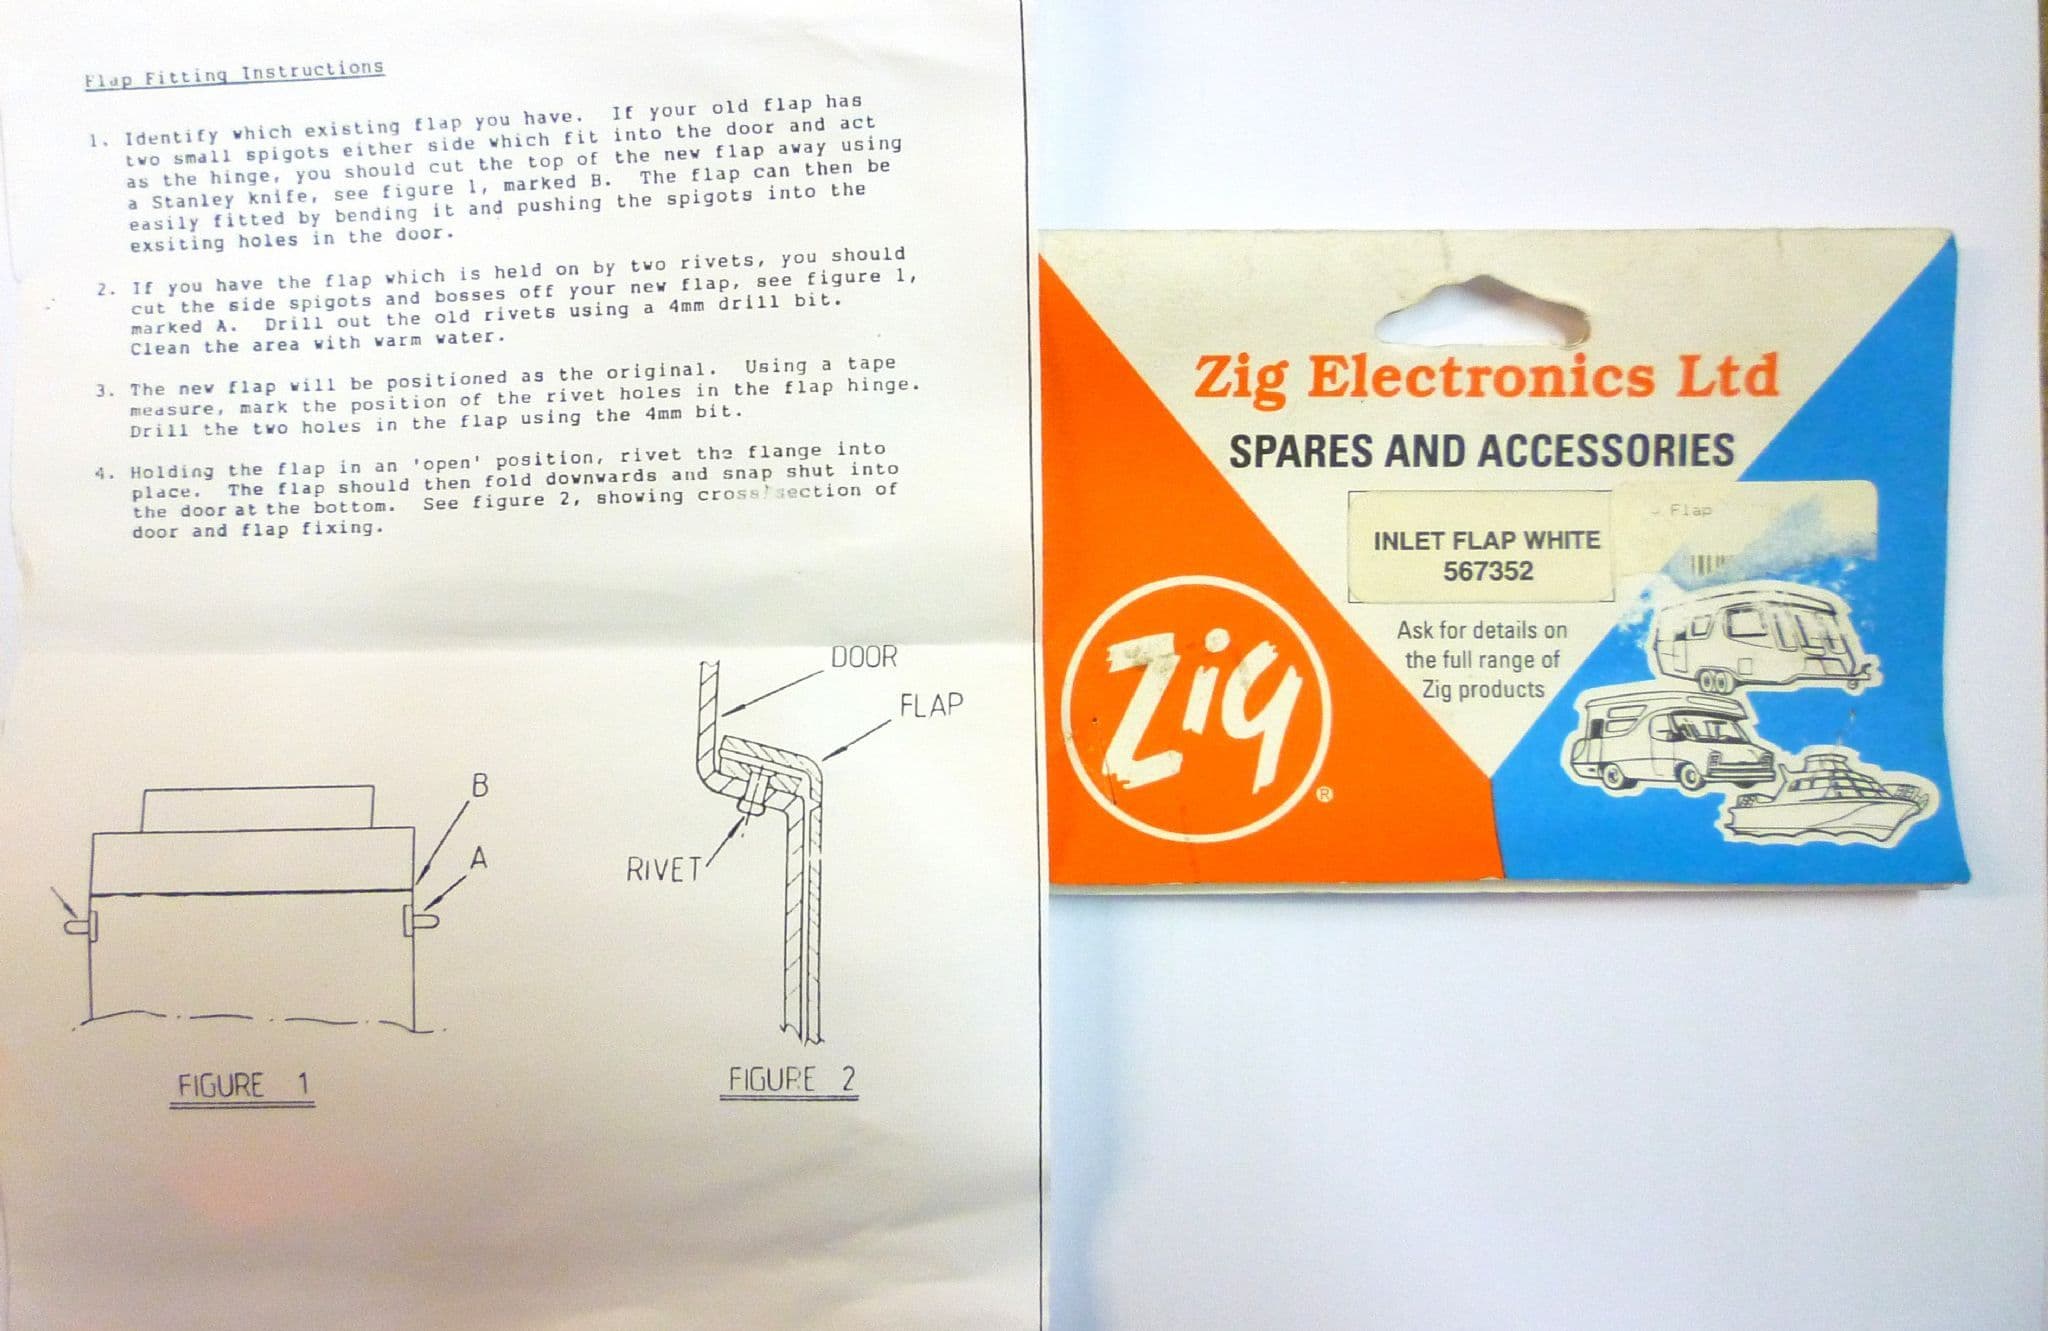 Flap Fitting Instructions
1. Identify which existing flap you have. If your old flap has
two small spigots either side which fit into the door and act
as the hinge, you should cut the top of the new flap away using
a Stanley knife, see figure 1, marked B. The flap can then be
easily fitted by bending it and pushing the spigots into the
exsiting holes in the door.
2. If you have the flap which is held on by two rivets, you should
cut the side spigots and bosses off your new flap, see figure 1,
marked A. Drill out the old rivets using a 4mm drill bit.
Clean the area with warm water.
3. The new flap will be positioned as the original. Using a tape
measure, mark the position of the rivet holes in the flap hinge.
Drill the two holes in the flap using the 4mm bit.
4. Holding the flap in an 'open' position, rivet the flange into
place. The flap should then fold downwards and snap shut into
the door at the bottom. See figure 2, showing cross section of
door and flap fixing.
B
A
FIGURE 1
DOOR
FLAP
RIVET
FIGURE 2
Zig Electronics Ltd
SPARES AND ACCESSORIES
Flap
INLET FLAP WHITE
567352
Ask for details on
the full range of
Zig products
Zig
®